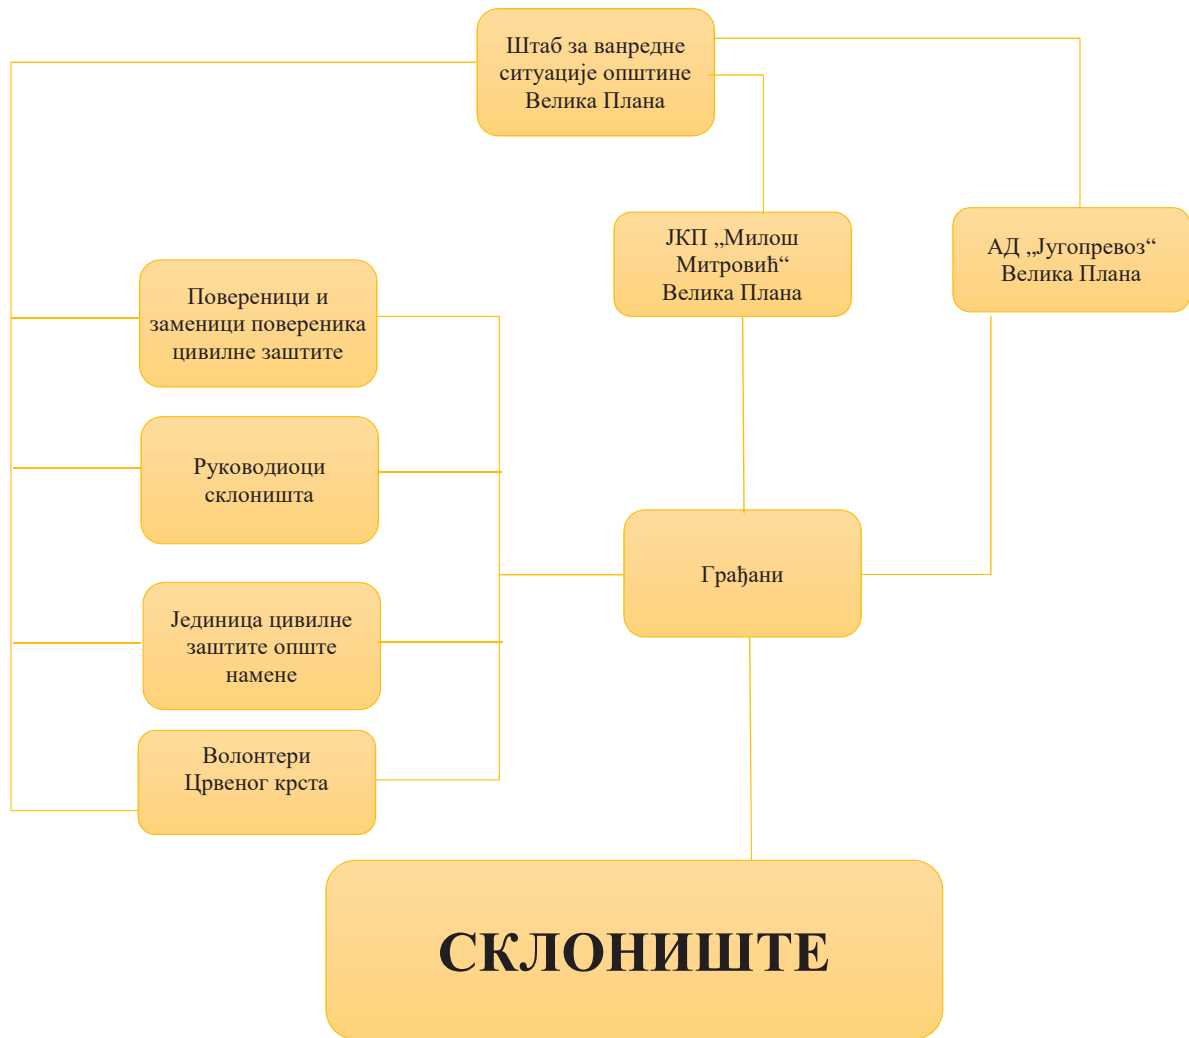 Штаб за ванредне
ситуације општине
Велика Плана
ЈКП „Милош
Митровић“
Велика Плана
АД „Југопревоз“
Велика Плана
Повереници и
заменици повереника
цивилне заштите
Руководиоци
склоништа
Грађани
Јединица цивилне
заштите опште
намене
Волонтери
Црвеног крста
СКЛОНИШТЕ